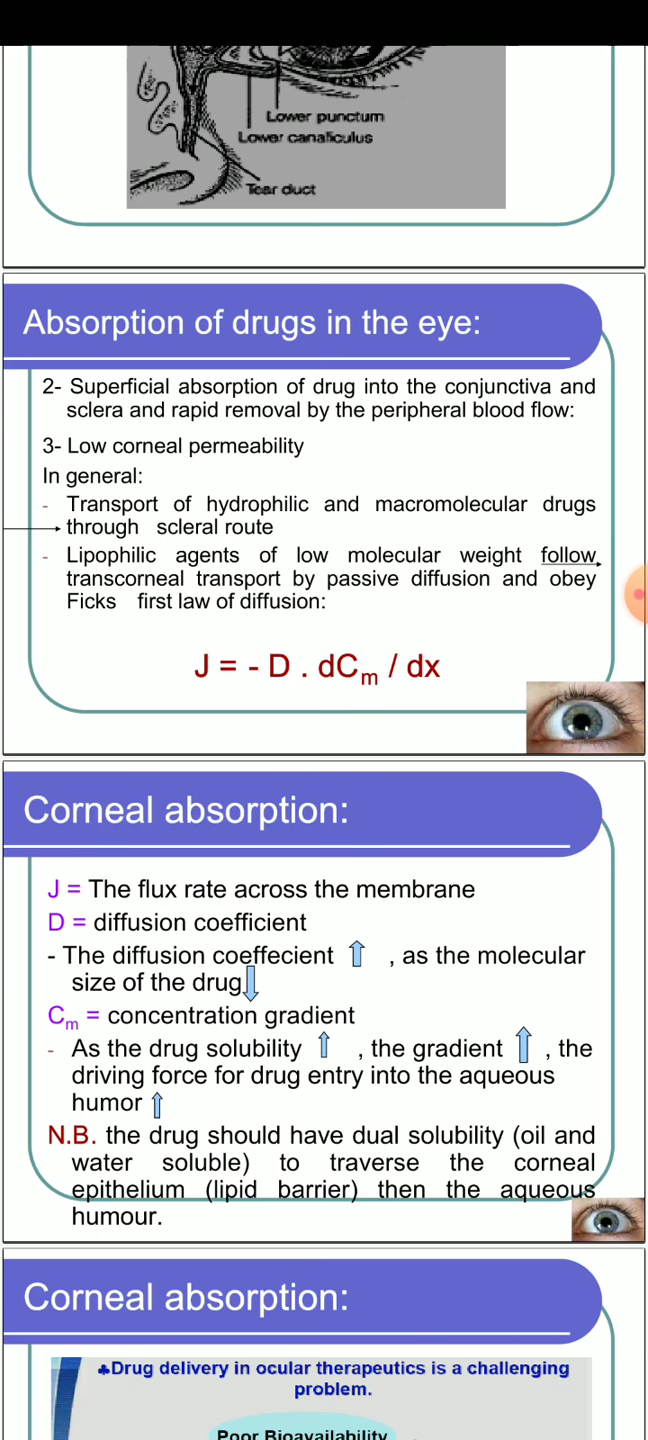 Lower punctum
Lower canaliculus
Tear duct
Absorption of drugs in the eye:
2- Superficial absorption of drug into the conjunctiva and
sclera and rapid removal by the peripheral blood flow:
3- Low corneal permeability
In general:
- Transport of hydrophilic and macromolecular drugs
through scleral route
- Lipophilic agents of low molecular weight follow
transcorneal transport by passive diffusion and obey
Ficks first law of diffusion:
J = - D . dCm / dx
Corneal absorption:
J = The flux rate across the membrane
D = diffusion coefficient
- The diffusion coeffecient ⇑ , as the molecular
size of the drug ⇓
Cm = concentration gradient
- As the drug solubility ⇑ , the gradient ⇑ , the
driving force for drug entry into the aqueous
humor ⇑
N.B. the drug should have dual solubility (oil and
water soluble) to traverse the corneal
epithelium (lipid barrier) then the aqueous
humour.
Corneal absorption:
♣Drug delivery in ocular therapeutics is a challenging
problem.
Poor Bioavailability